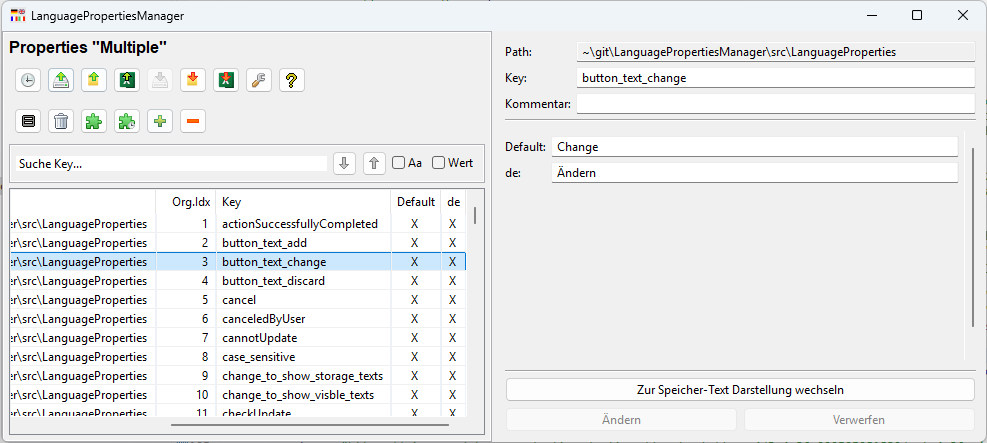 LanguagePropertiesManager
Properties "Multiple"
Suche Key...
Aa
Wert
Org.Idx Key Default de
er\src\LanguageProperties 1 actionSuccessfullyCompleted X X
er\src\LanguageProperties 2 button_text_add X X
er\src\LanguageProperties 3 button_text_change X X
er\src\LanguageProperties 4 button_text_discard X X
er\src\LanguageProperties 5 cancel X X
er\src\LanguageProperties 6 canceledByUser X X
er\src\LanguageProperties 7 cannotUpdate X X
er\src\LanguageProperties 8 case_sensitive X X
er\src\LanguageProperties 9 change_to_show_storage_texts X X
er\src\LanguageProperties 10 change_to_show_visble_texts X X
er\src\LanguageProperties 11 checkUpdate X X
Path: ~\git\LanguagePropertiesManager\src\LanguageProperties
Key: button_text_change
Kommentar:
Default: Change
de: Ändern
Zur Speicher-Text Darstellung wechseln
Ändern
Verwerfen